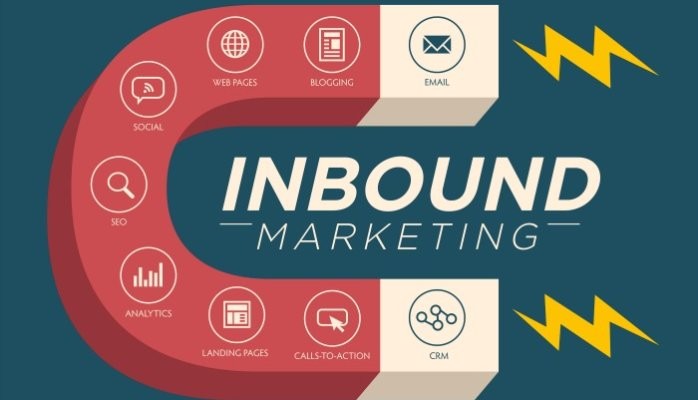 WEB PAGES
BLOGGING
EMAIL
SOCIAL
SEO
INBOUND
MARKETING
ANALYTICS
LANDING PAGES
CALLS-TO-ACTION
CRM